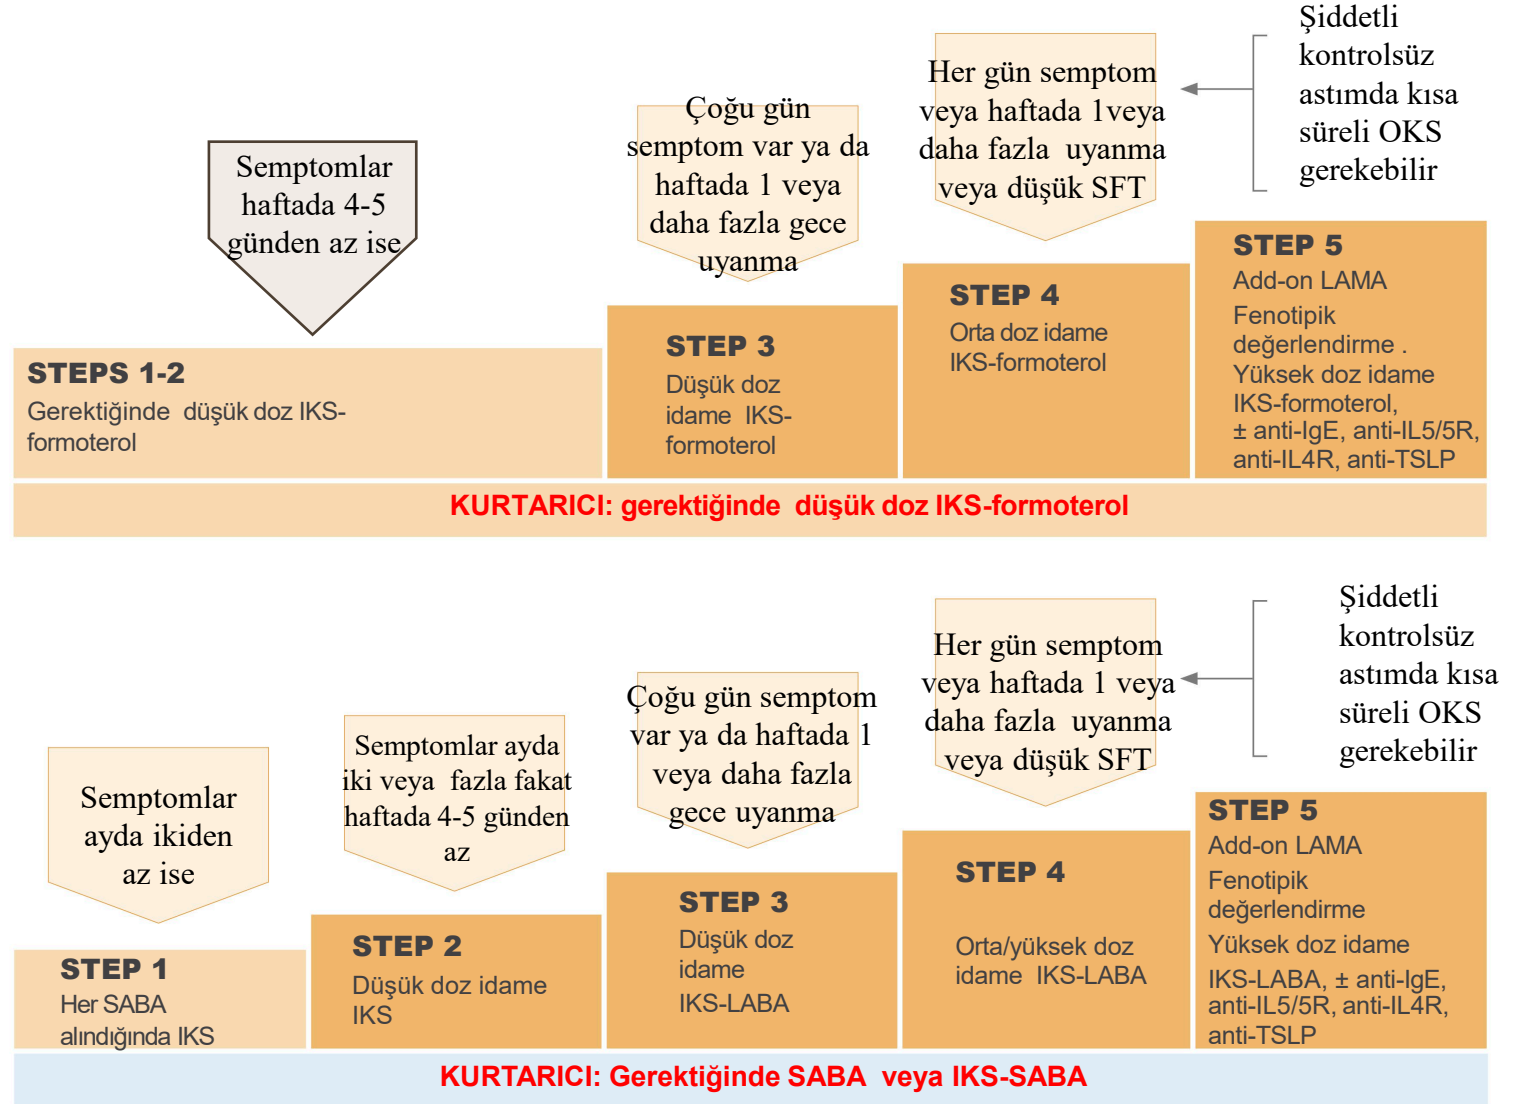 Semptomlar
haftada 4-5
günden az ise
Çoğu gün
semptom var ya da
haftada 1 veya
daha fazla gece
uyanma
Her gün semptom
veya haftada 1veya
daha fazla uyanma
veya düşük SFT
Şiddetli
kontrolsüz
astımda kısa
süreli OKS
gerekebilir
STEPS 1-2
Gerektiğinde düşük doz IKS-
formoterol
STEP 3
Düşük doz
idame IKS-
formoterol
STEP 4
Orta doz idame
IKS-formoterol
STEP 5
Add-on LAMA
Fenotipik
değerlendirme .
Yüksek doz idame
IKS-formoterol,
± anti-IgE, anti-IL5/5R,
anti-IL4R, anti-TSLP
KURTARICI: gerektiğinde düşük doz IKS-formoterol
Semptomlar
ayda ikiden
az ise
Semptomlar ayda
iki veya fazla fakat
haftada 4-5 günden
az
Çoğu gün semptom
var ya da haftada 1
veya daha fazla
gece uyanma
Her gün semptom
veya haftada 1 veya
daha fazla uyanma
veya düşük SFT
Şiddetli
kontrolsüz
astımda kısa
süreli OKS
gerekebilir
STEP 1
Her SABA
alındığında IKS
STEP 2
Düşük doz idame
IKS
STEP 3
Düşük doz
idame
IKS-LABA
STEP 4
Orta/yüksek doz
idame IKS-LABA
STEP 5
Add-on LAMA
Fenotipik
değerlendirme
Yüksek doz idame
IKS-LABA, ± anti-IgE,
anti-IL5/5R, anti-IL4R,
anti-TSLP
KURTARICI: Gerektiğinde SABA veya IKS-SABA